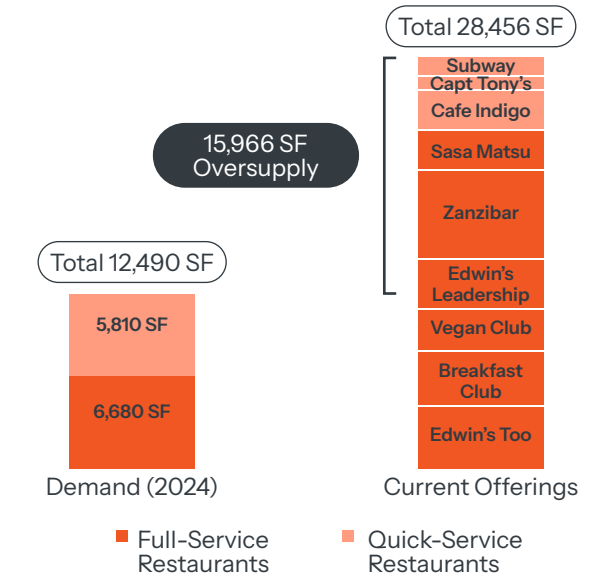 Total 28,456 SF
Subway
Capt Tony's
Cafe Indigo
15,966 SF
Oversupply
Sasa Matsu
Zanzibar
Total 12,490 SF
Edwin's
Leadership
5,810 SF
Vegan Club
Breakfast
Club
6,680 SF
Edwin's Too
Demand (2024)
Current Offerings
Full-Service
Restaurants
Quick-Service
Restaurants